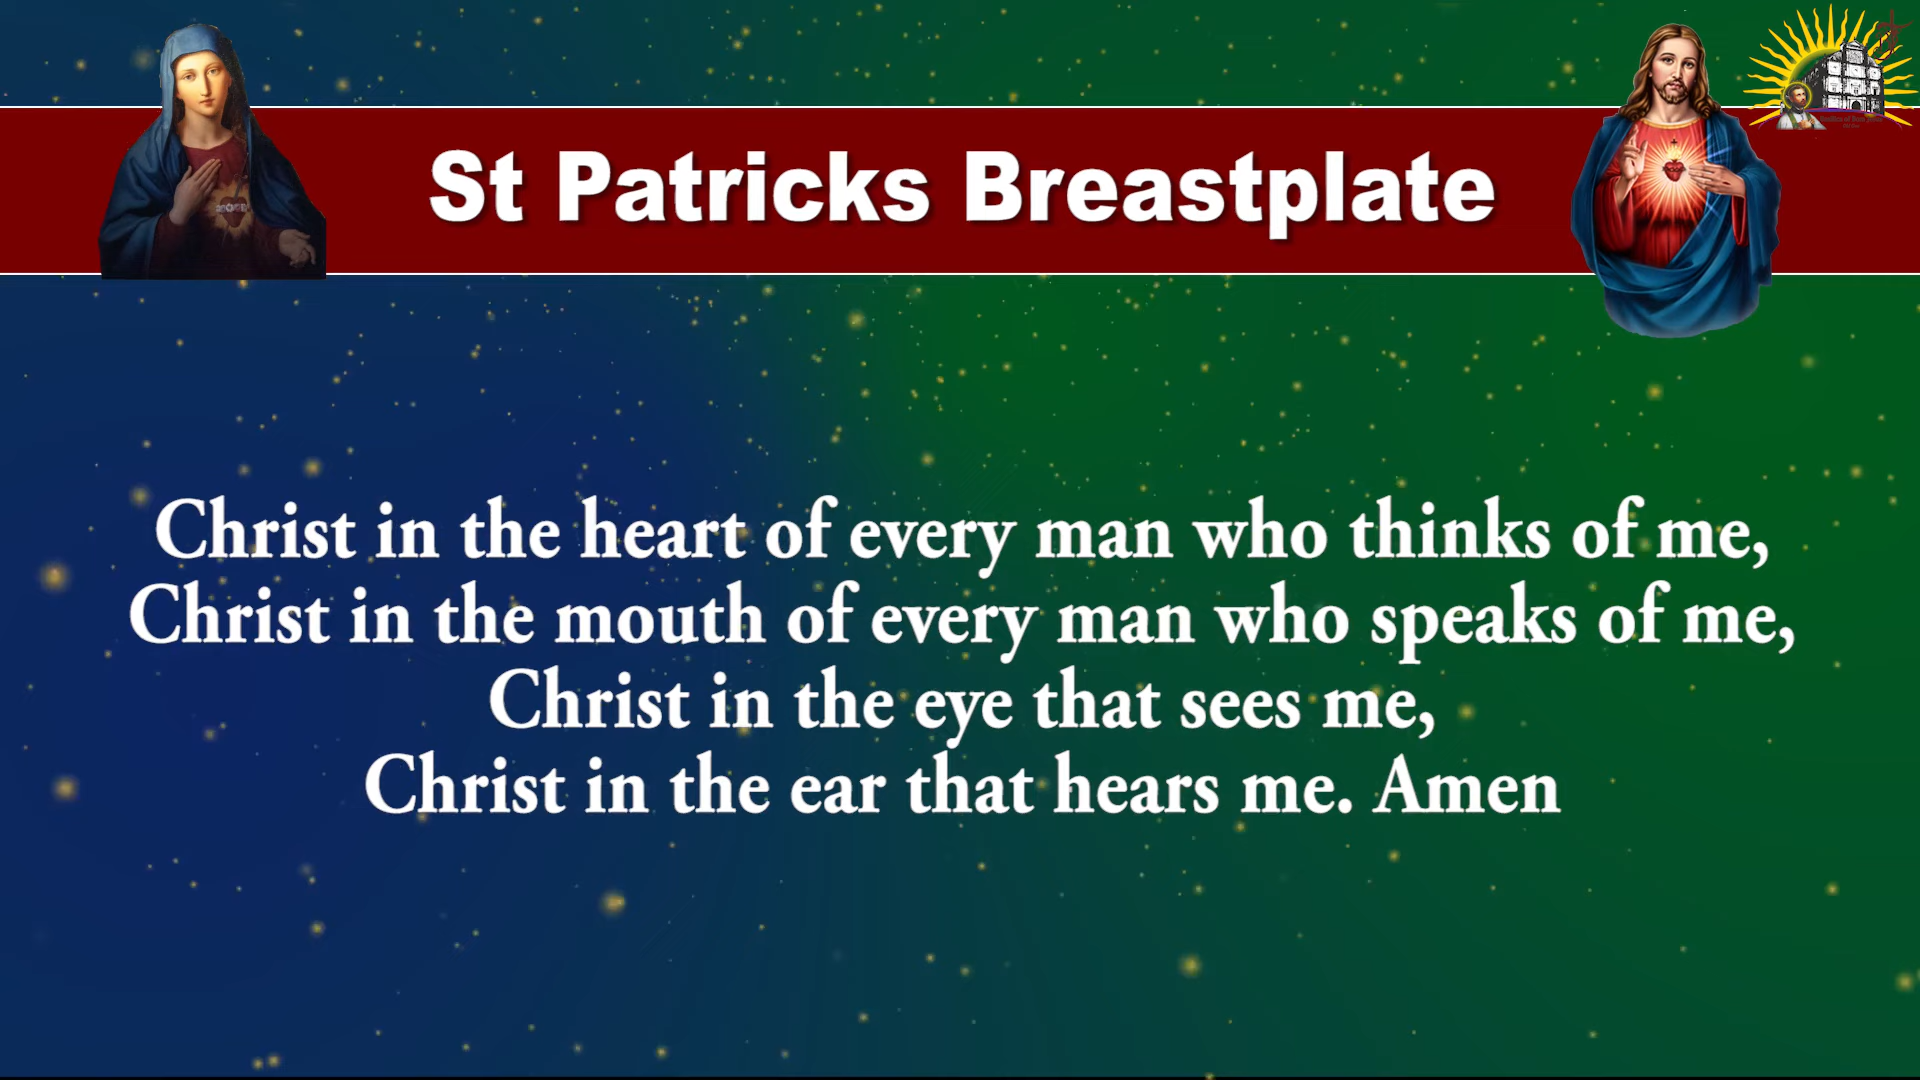 St Patricks Breastplate
Christ in the heart of every man who thinks of me,
Christ in the mouth of every man who speaks of me,
Christ in the eye that sees me,
Christ in the ear that hears me. Amen